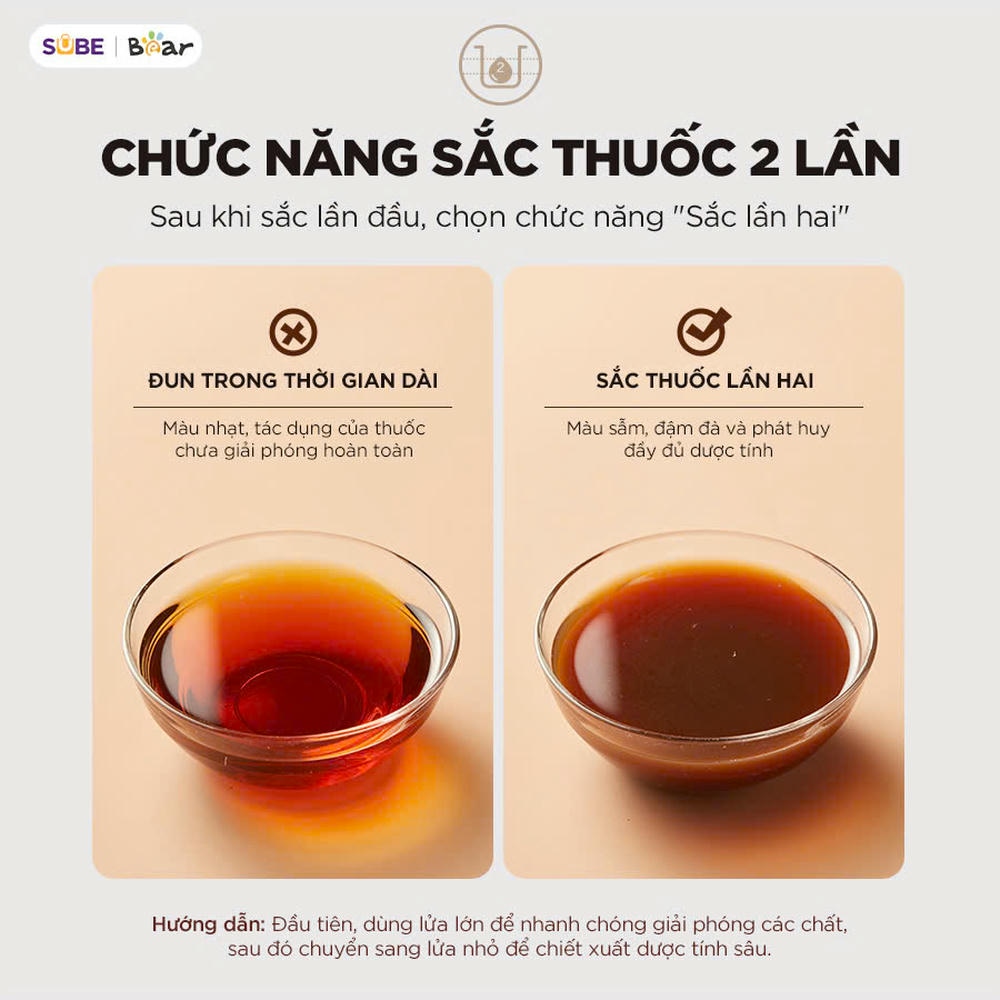 SUBE | Bear
2
CHỨC NĂNG SẮC THUỐC 2 LẦN
Sau khi sắc lần đầu, chọn chức năng "Sắc lần hai"
ĐUN TRONG THỜI GIAN DÀI
Màu nhạt, tác dụng của thuốc
chưa giải phóng hoàn toàn
SẮC THUỐC LẦN HAI
Màu sẫm, đậm đà và phát huy
đầy đủ dược tính
Hướng dẫn: Đầu tiên, dùng lửa lớn để nhanh chóng giải phóng các chất,
sau đó chuyển sang lửa nhỏ để chiết xuất dược tính sâu.